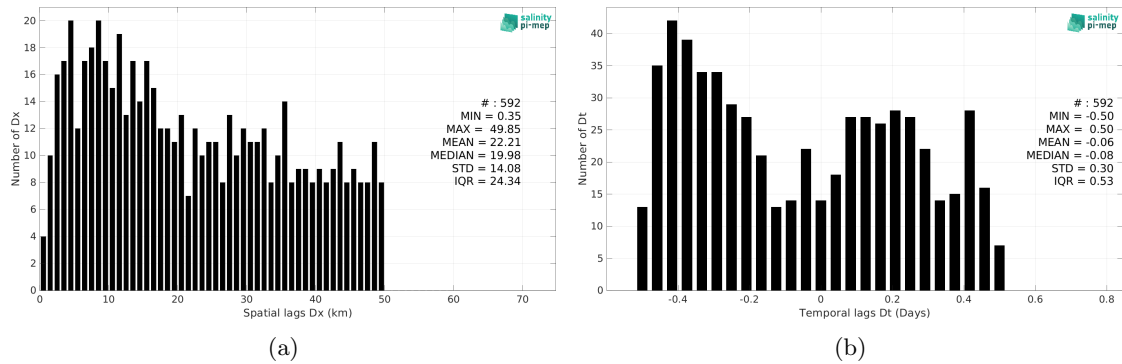 20
18
16
14
12
10
8
6
4
2
0
Number of Dx
0 10 20 30 40 50 60 70
Spatial lags Dx (km)
salinity
pi-mep
# : 592
MIN = 0.35
MAX = 49.85
MEAN = 22.21
MEDIAN = 19.98
STD = 14.08
IQR = 24.34
(a)
40
35
30
25
20
15
10
5
0
Number of Dt
-0.4 -0.2 0 0.2 0.4 0.6 0.8
Temporal lags Dt (Days)
salinity
pi-mep
# : 592
MIN = -0.50
MAX = 0.50
MEAN = -0.06
MEDIAN = -0.08
STD = 0.30
IQR = 0.53
(b)